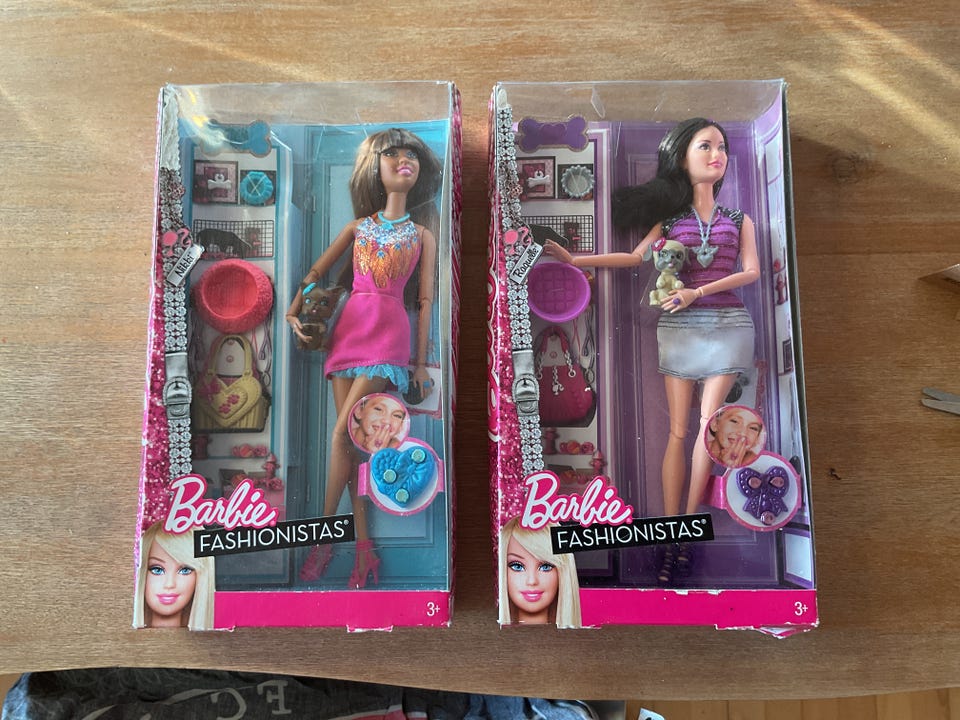 Nikki
Barbie
FASHIONISTAS®
3+
Raquelle
Barbie
FASHIONISTAS®
3+
E C